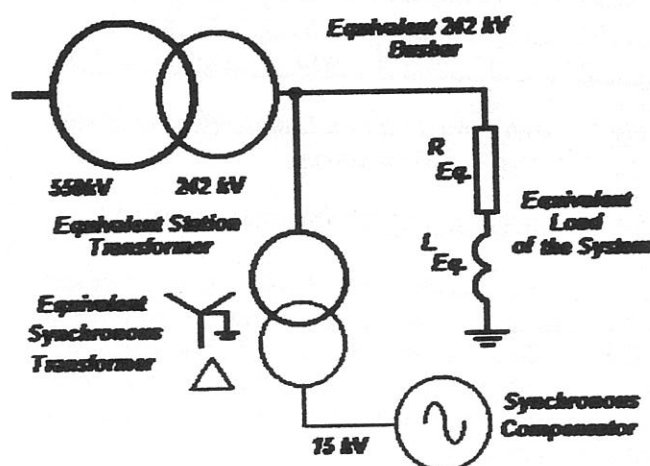 Equivalent 242 kV
Busbar
550kV
242 kV
Equivalent Station
Transformer
R
Eq.
L
Eq.
Equivalent
Load
of the System
Equivalent
Synchronous
Transformer
15 kV
Synchronous
Compensator